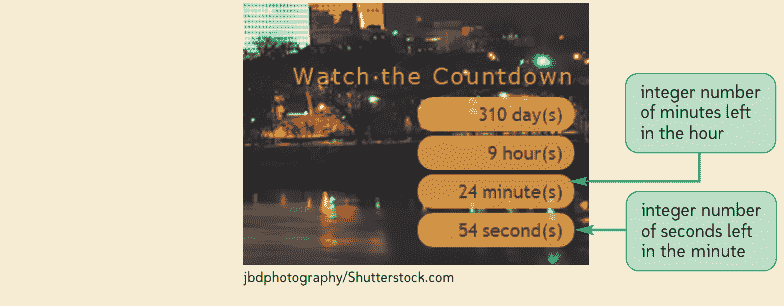 Watch the Countdown
310 day(s)
9 hour(s)
24 minute(s)
54 second(s)
integer number
of minutes left
in the hour
integer number
of seconds left
in the minute
jbdphotography/Shutterstock.com